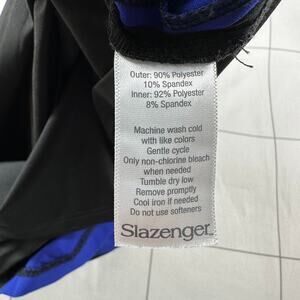 Outer: 90% Polyester
10% Spandex
Inner: 92% Polyester
8% Spandex
Machine wash cold
with like colors
Gentle cycle
Only non-chlorine bleach
when needed
Tumble dry low
Remove promptly
Cool iron if needed
Do not use softeners
Slazenger